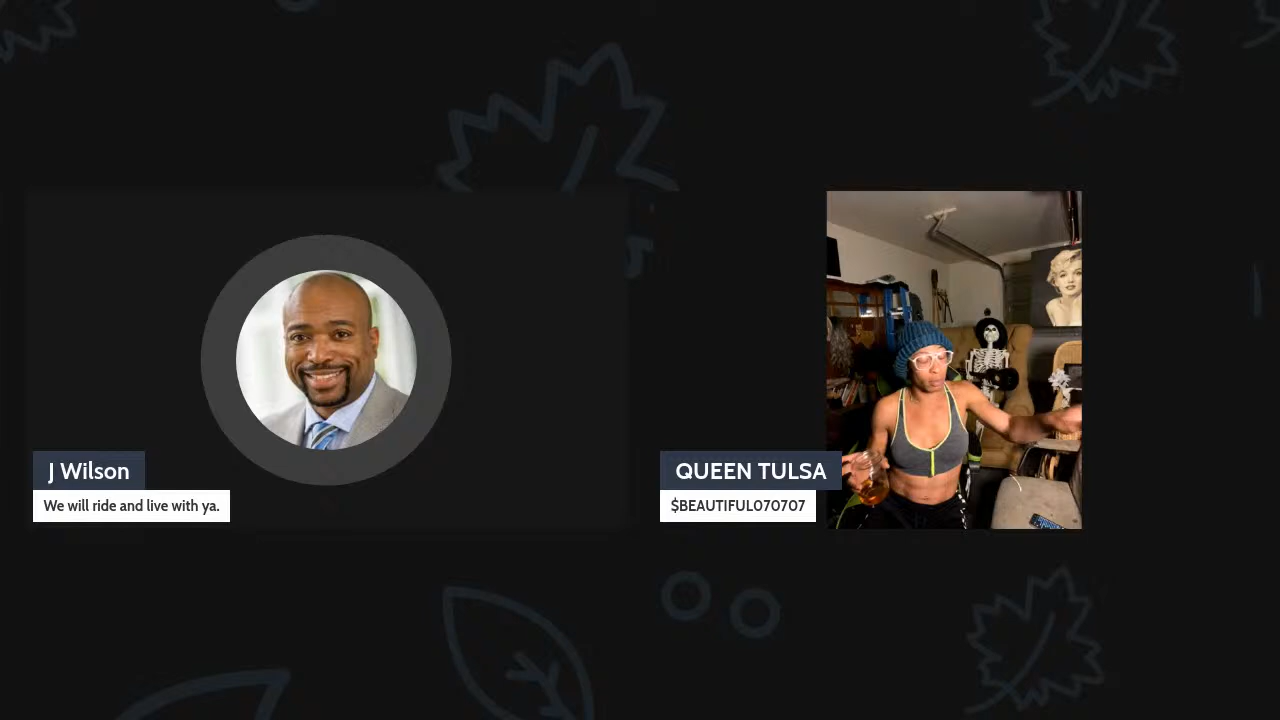 J Wilson
We will ride and live with ya.
QUEEN TULSA
$BEAUTIFUL070707